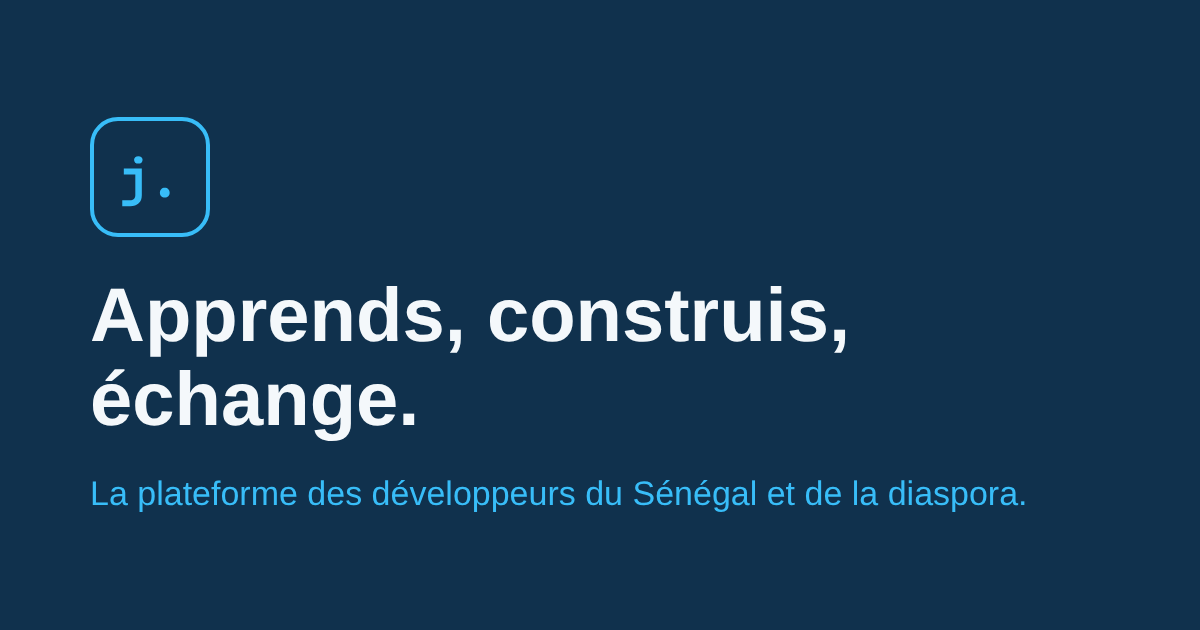 j.
Apprends, construis,
échange.
La plateforme des développeurs du Sénégal et de la diaspora.